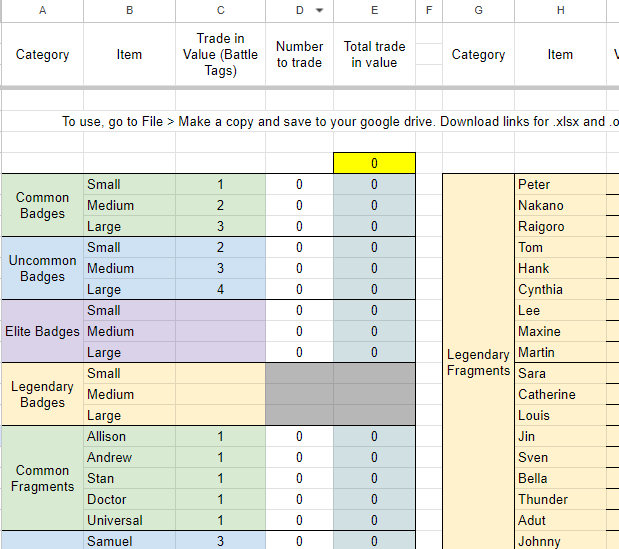 A B C D E F G H
Category Item Trade in Value (Battle Tags) Number to trade Total trade in value Category Item
To use, go to File > Make a copy and save to your google drive. Download links for .xlsx and .o
0
Common Badges Small 1 0 0 Peter
Medium 2 0 0 Nakano
Large 3 0 0 Raigoro
Uncommon Badges Small 2 0 0 Tom
Medium 3 0 0 Hank
Large 4 0 0 Cynthia
Elite Badges Small 0 0 Lee
Medium 0 0 Maxine
Large 0 0 Legendary Fragments Martin
Legendary Badges Small Sara
Medium Catherine
Large Louis
Common Fragments Allison 1 0 0 Jin
Andrew 1 0 0 Sven
Stan 1 0 0 Bella
Doctor 1 0 0 Thunder
Universal 1 0 0 Adut
Samuel 3 0 0 Johnny